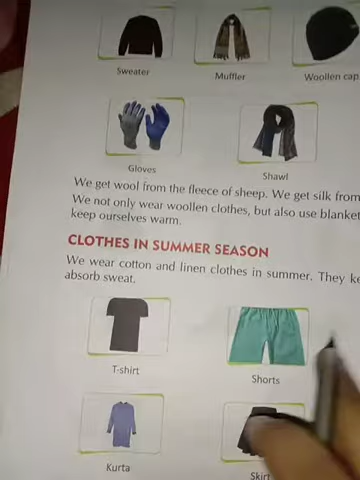 Sweater
Muffler
Woollen cap
Gloves
Shawl
We get wool from the fleece of sheep. We get silk from
We not only wear woollen clothes, but also use blanket
keep ourselves warm.
CLOTHES IN SUMMER SEASON
We wear cotton and linen clothes in summer. They ke
absorb sweat.
T-shirt
Shorts
Kurta
Skirt